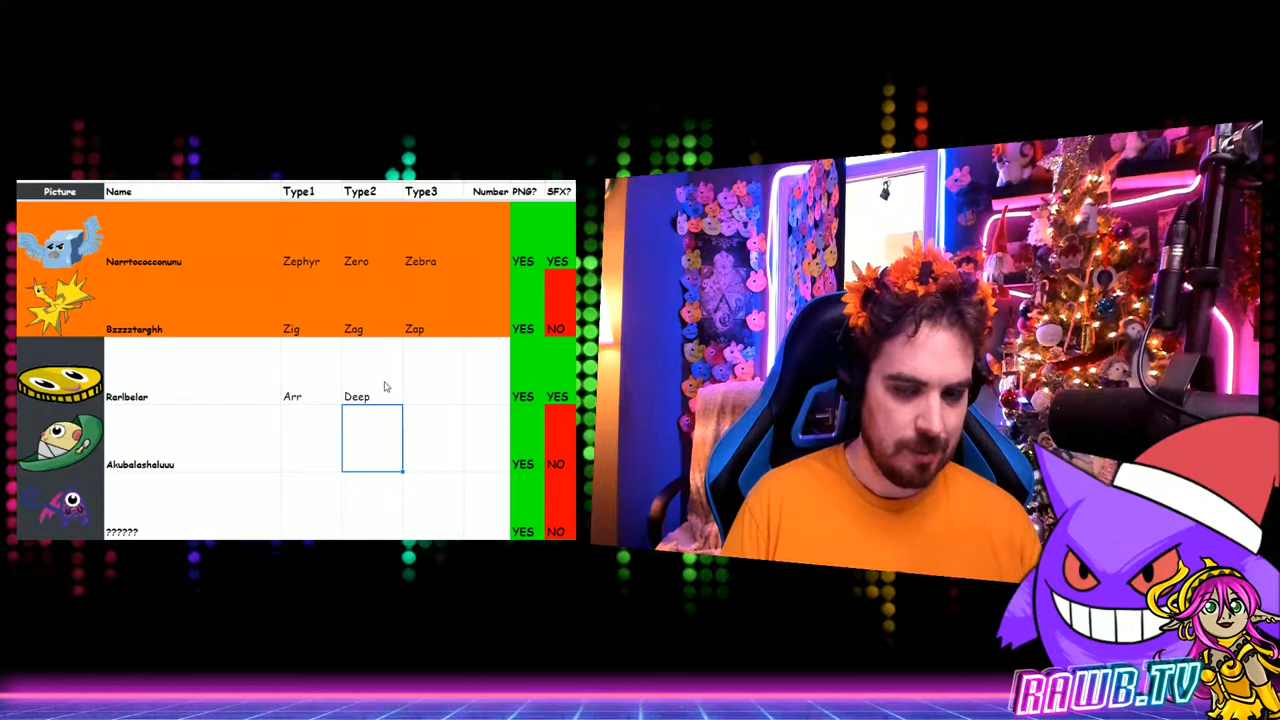 Picture Name Type1 Type2 Type3 Number PNG? SFX?
Narrtococconunu Zephyr Zero Zebra YES YES
Bzzzztarghh Zig Zag Zap YES NO
Rarlbelar Arr Deep YES YES
Akubalashaluuu YES NO
?????? YES NO
RAWB.TV